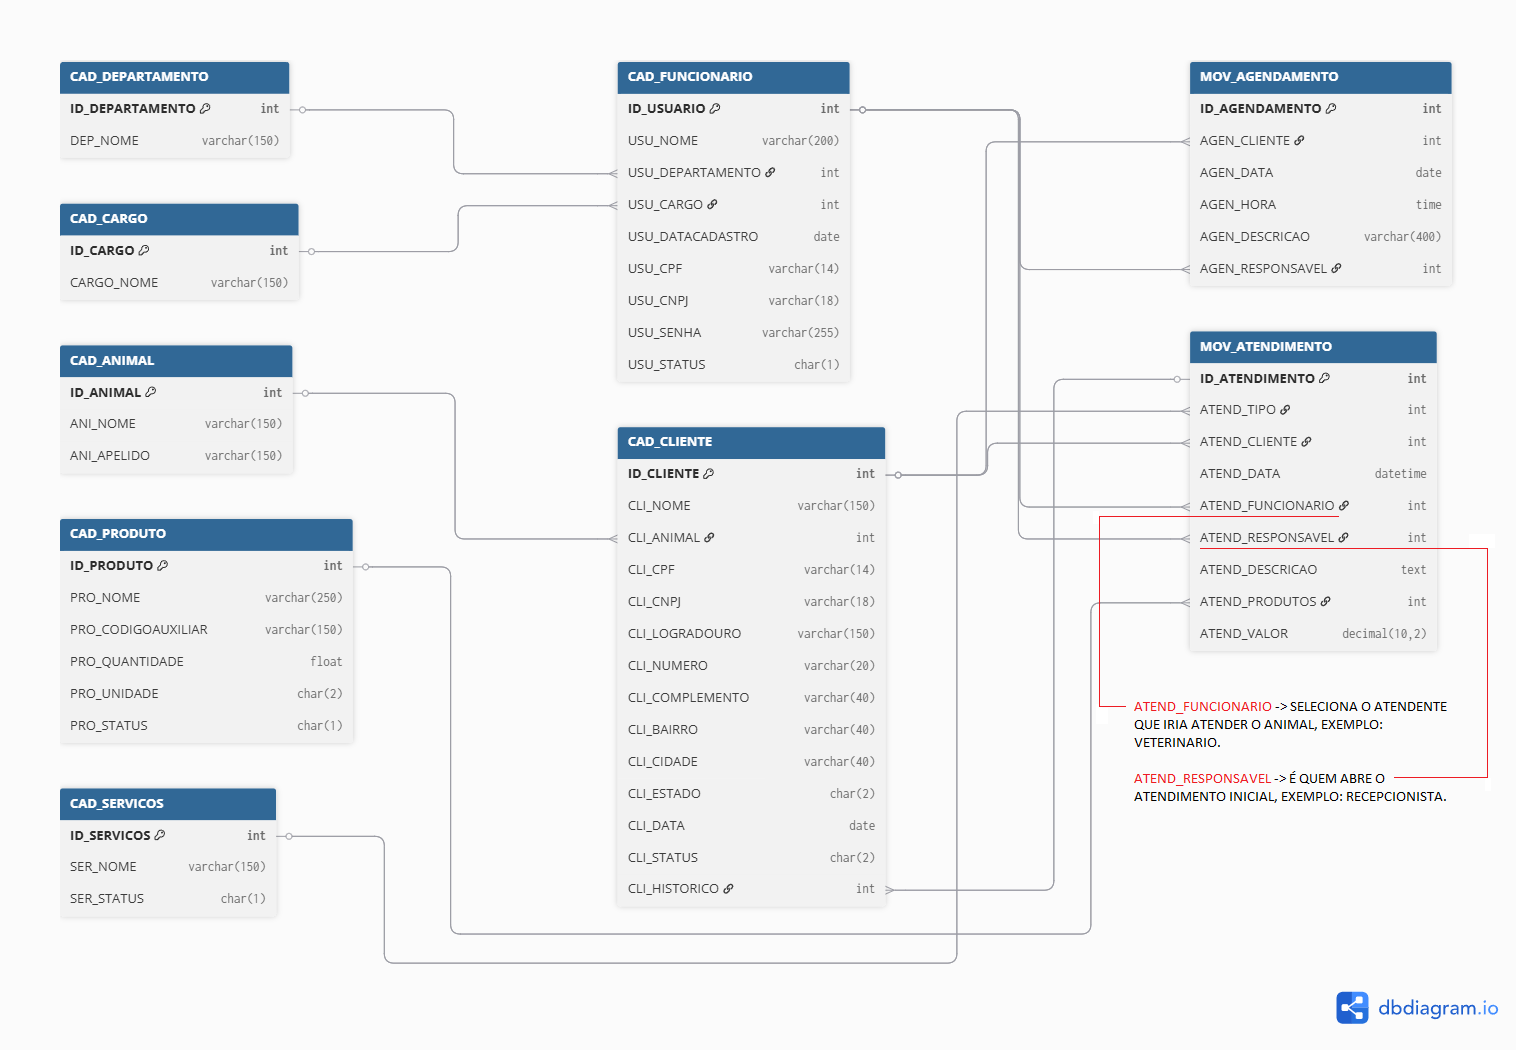 CAD_DEPARTAMENTO
ID_DEPARTAMENTO int
DEP_NOME varchar(150)
CAD_CARGO
ID_CARGO int
CARGO_NOME varchar(150)
CAD_ANIMAL
ID_ANIMAL int
ANI_NOME varchar(150)
ANI_APELIDO varchar(150)
CAD_PRODUTO
ID_PRODUTO int
PRO_NOME varchar(250)
PRO_CODIGOAUXILIAR varchar(150)
PRO_QUANTIDADE float
PRO_UNIDADE char(2)
PRO_STATUS char(1)
CAD_SERVICOS
ID_SERVICOS int
SER_NOME varchar(150)
SER_STATUS char(1)
CAD_FUNCIONARIO
ID_USUARIO int
USU_NOME varchar(200)
USU_DEPARTAMENTO int
USU_CARGO int
USU_DATACADASTRO date
USU_CPF varchar(14)
USU_CNPJ varchar(18)
USU_SENHA varchar(255)
USU_STATUS char(1)
CAD_CLIENTE
ID_CLIENTE int
CLI_NOME varchar(150)
CLI_ANIMAL int
CLI_CPF varchar(14)
CLI_CNPJ varchar(18)
CLI_LOGRADOURO varchar(150)
CLI_NUMERO varchar(20)
CLI_COMPLEMENTO varchar(40)
CLI_BAIRRO varchar(40)
CLI_CIDADE varchar(40)
CLI_ESTADO char(2)
CLI_DATA date
CLI_STATUS char(2)
CLI_HISTORICO int
MOV_AGENDAMENTO
ID_AGENDAMENTO int
AGEN_CLIENTE int
AGEN_DATA date
AGEN_HORA time
AGEN_DESCRICAO varchar(400)
AGEN_RESPONSAVEL int
MOV_ATENDIMENTO
ID_ATENDIMENTO int
ATEND_TIPO int
ATEND_CLIENTE int
ATEND_DATA datetime
ATEND_FUNCIONARIO int
ATEND_RESPONSAVEL int
ATEND_DESCRICAO text
ATEND_PRODUTOS int
ATEND_VALOR decimal(10,2)
ATEND_FUNCIONARIO -> SELECIONA O ATENDENTE
QUE IRIA ATENDER O ANIMAL, EXEMPLO:
VETERINARIO.
ATEND_RESPONSAVEL -> É QUEM ABRE O
ATENDIMENTO INICIAL, EXEMPLO: RECEPCIONISTA.
dbdiagram.io